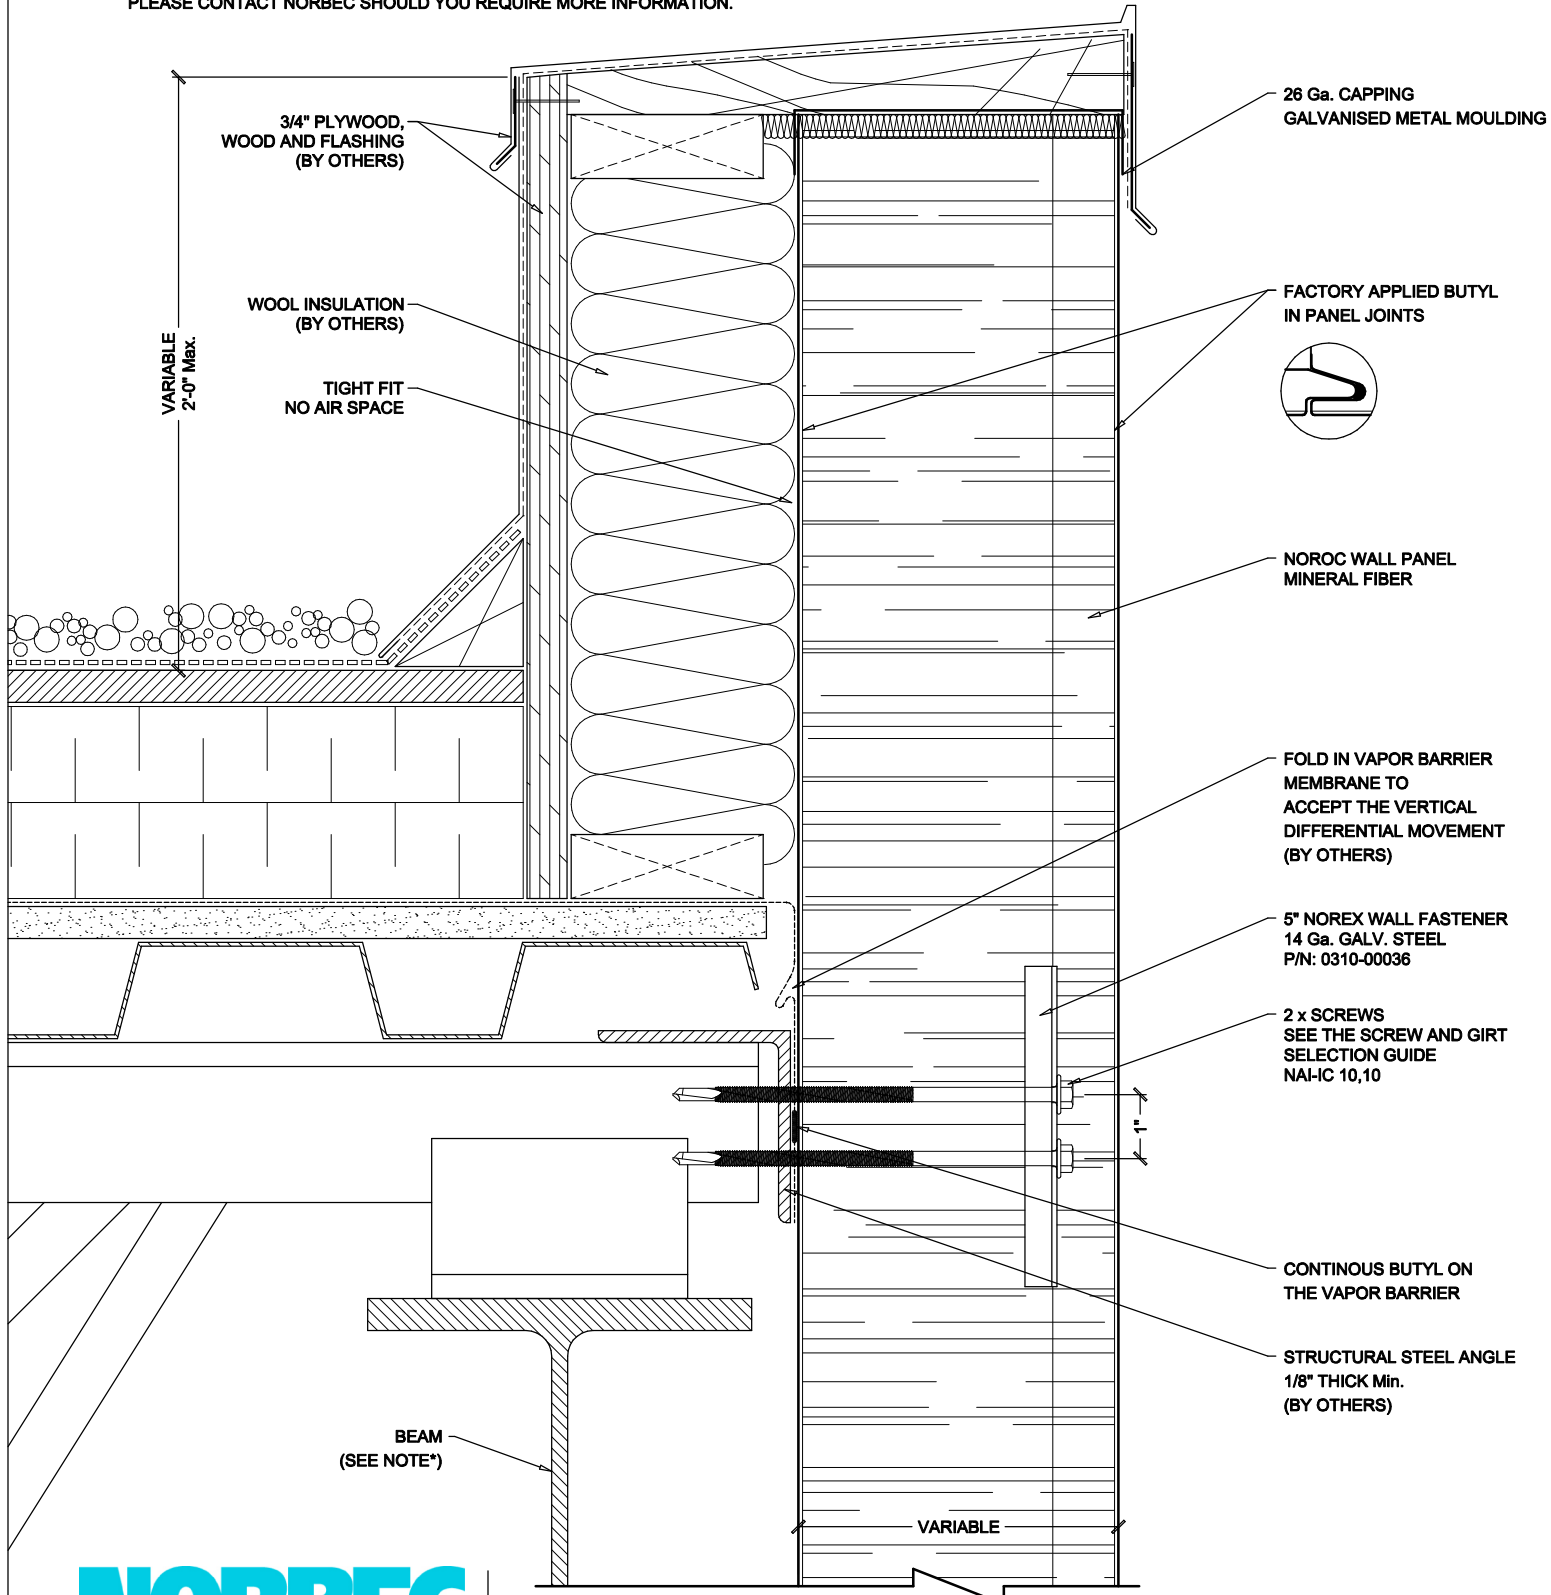 PLEASE CONTACT NORBEC SHOULD YOU REQUIRE MORE INFORMATION.
3/4" PLYWOOD,
WOOD AND FLASHING
(BY OTHERS)
WOOL INSULATION
(BY OTHERS)
TIGHT FIT
NO AIR SPACE
VARIABLE
2'-0" Max.
26 Ga. CAPPING
GALVANISED METAL MOULDING
FACTORY APPLIED BUTYL
IN PANEL JOINTS
NOROC WALL PANEL
MINERAL FIBER
FOLD IN VAPOR BARRIER
MEMBRANE TO
ACCEPT THE VERTICAL
DIFFERENTIAL MOVEMENT
(BY OTHERS)
5" NOREX WALL FASTENER
14 Ga. GALV. STEEL
P/N: 0310-00036
2 x SCREWS
SEE THE SCREW AND GIRT
SELECTION GUIDE
NAI-IC 10,10
1"
CONTINOUS BUTYL ON
THE VAPOR BARRIER
STRUCTURAL STEEL ANGLE
1/8" THICK Min.
(BY OTHERS)
BEAM
(SEE NOTE*)
VARIABLE
NORBEC